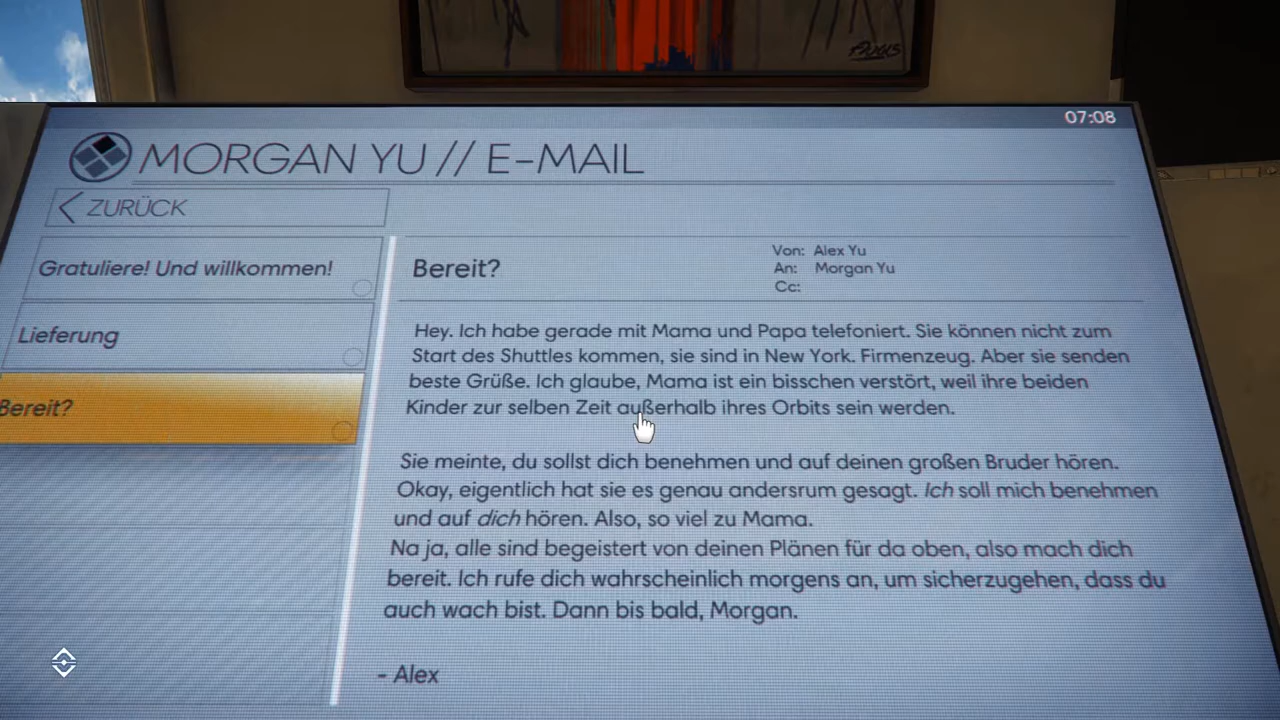 07:08
MORGAN YU // E-MAIL
ZURÜCK
Gratuliere! Und willkommen!
Lieferung
Bereit?
Bereit?
Von: Alex Yu
An: Morgan Yu
Cc:
Hey. Ich habe gerade mit Mama und Papa telefoniert. Sie können nicht zum
Start des Shuttles kommen, sie sind in New York. Firmenzeug. Aber sie senden
beste Grüße. Ich glaube, Mama ist ein bisschen verstört, weil ihre beiden
Kinder zur selben Zeit außerhalb ihres Orbits sein werden.
Sie meinte, du sollst dich benehmen und auf deinen großen Bruder hören.
Okay, eigentlich hat sie es genau andersrum gesagt. Ich soll mich benehmen
und auf dich hören. Also, so viel zu Mama.
Na ja, alle sind begeistert von deinen Plänen für da oben, also mach dich
bereit. Ich rufe dich wahrscheinlich morgens an, um sicherzugehen, dass du
auch wach bist. Dann bis bald, Morgan.
- Alex